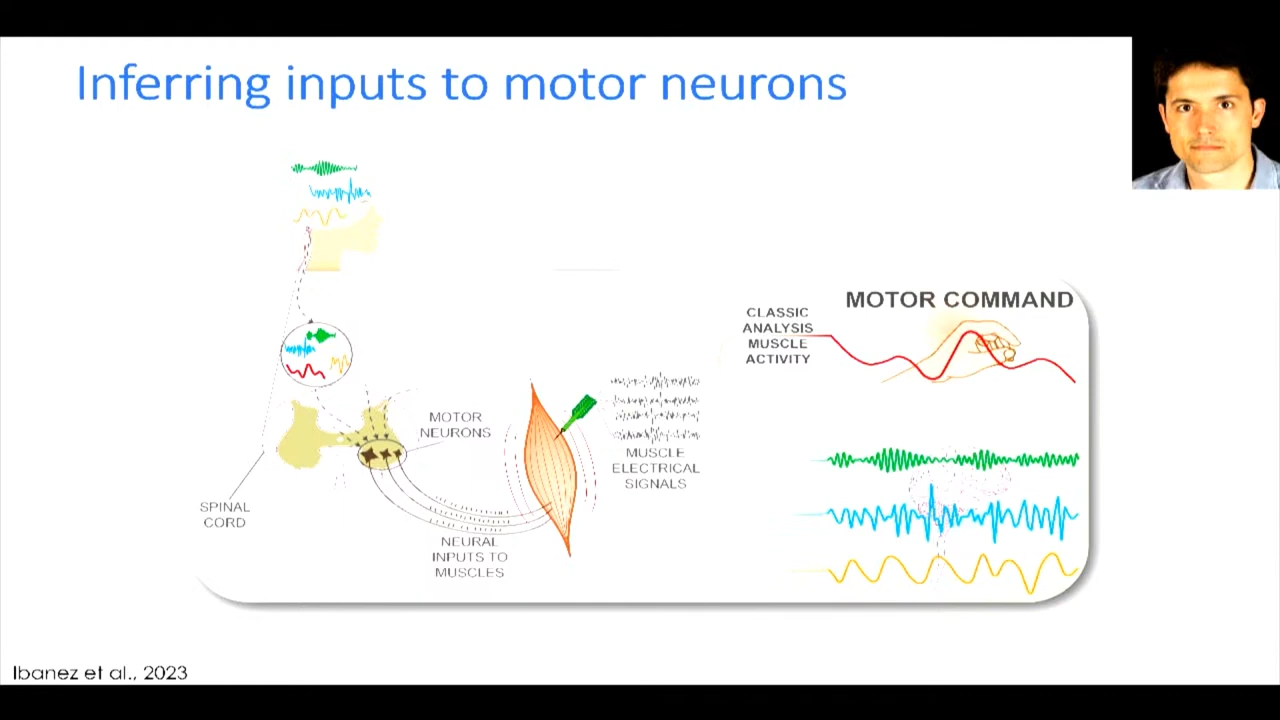 Inferring inputs to motor neurons
MOTOR COMMAND
CLASSIC
ANALYSIS
MUSCLE
ACTIVITY
MOTOR
NEURONS
MUSCLE
ELECTRICAL
SIGNALS
SPINAL
CORD
NEURAL
INPUTS TO
MUSCLES
Ibanez et al., 2023